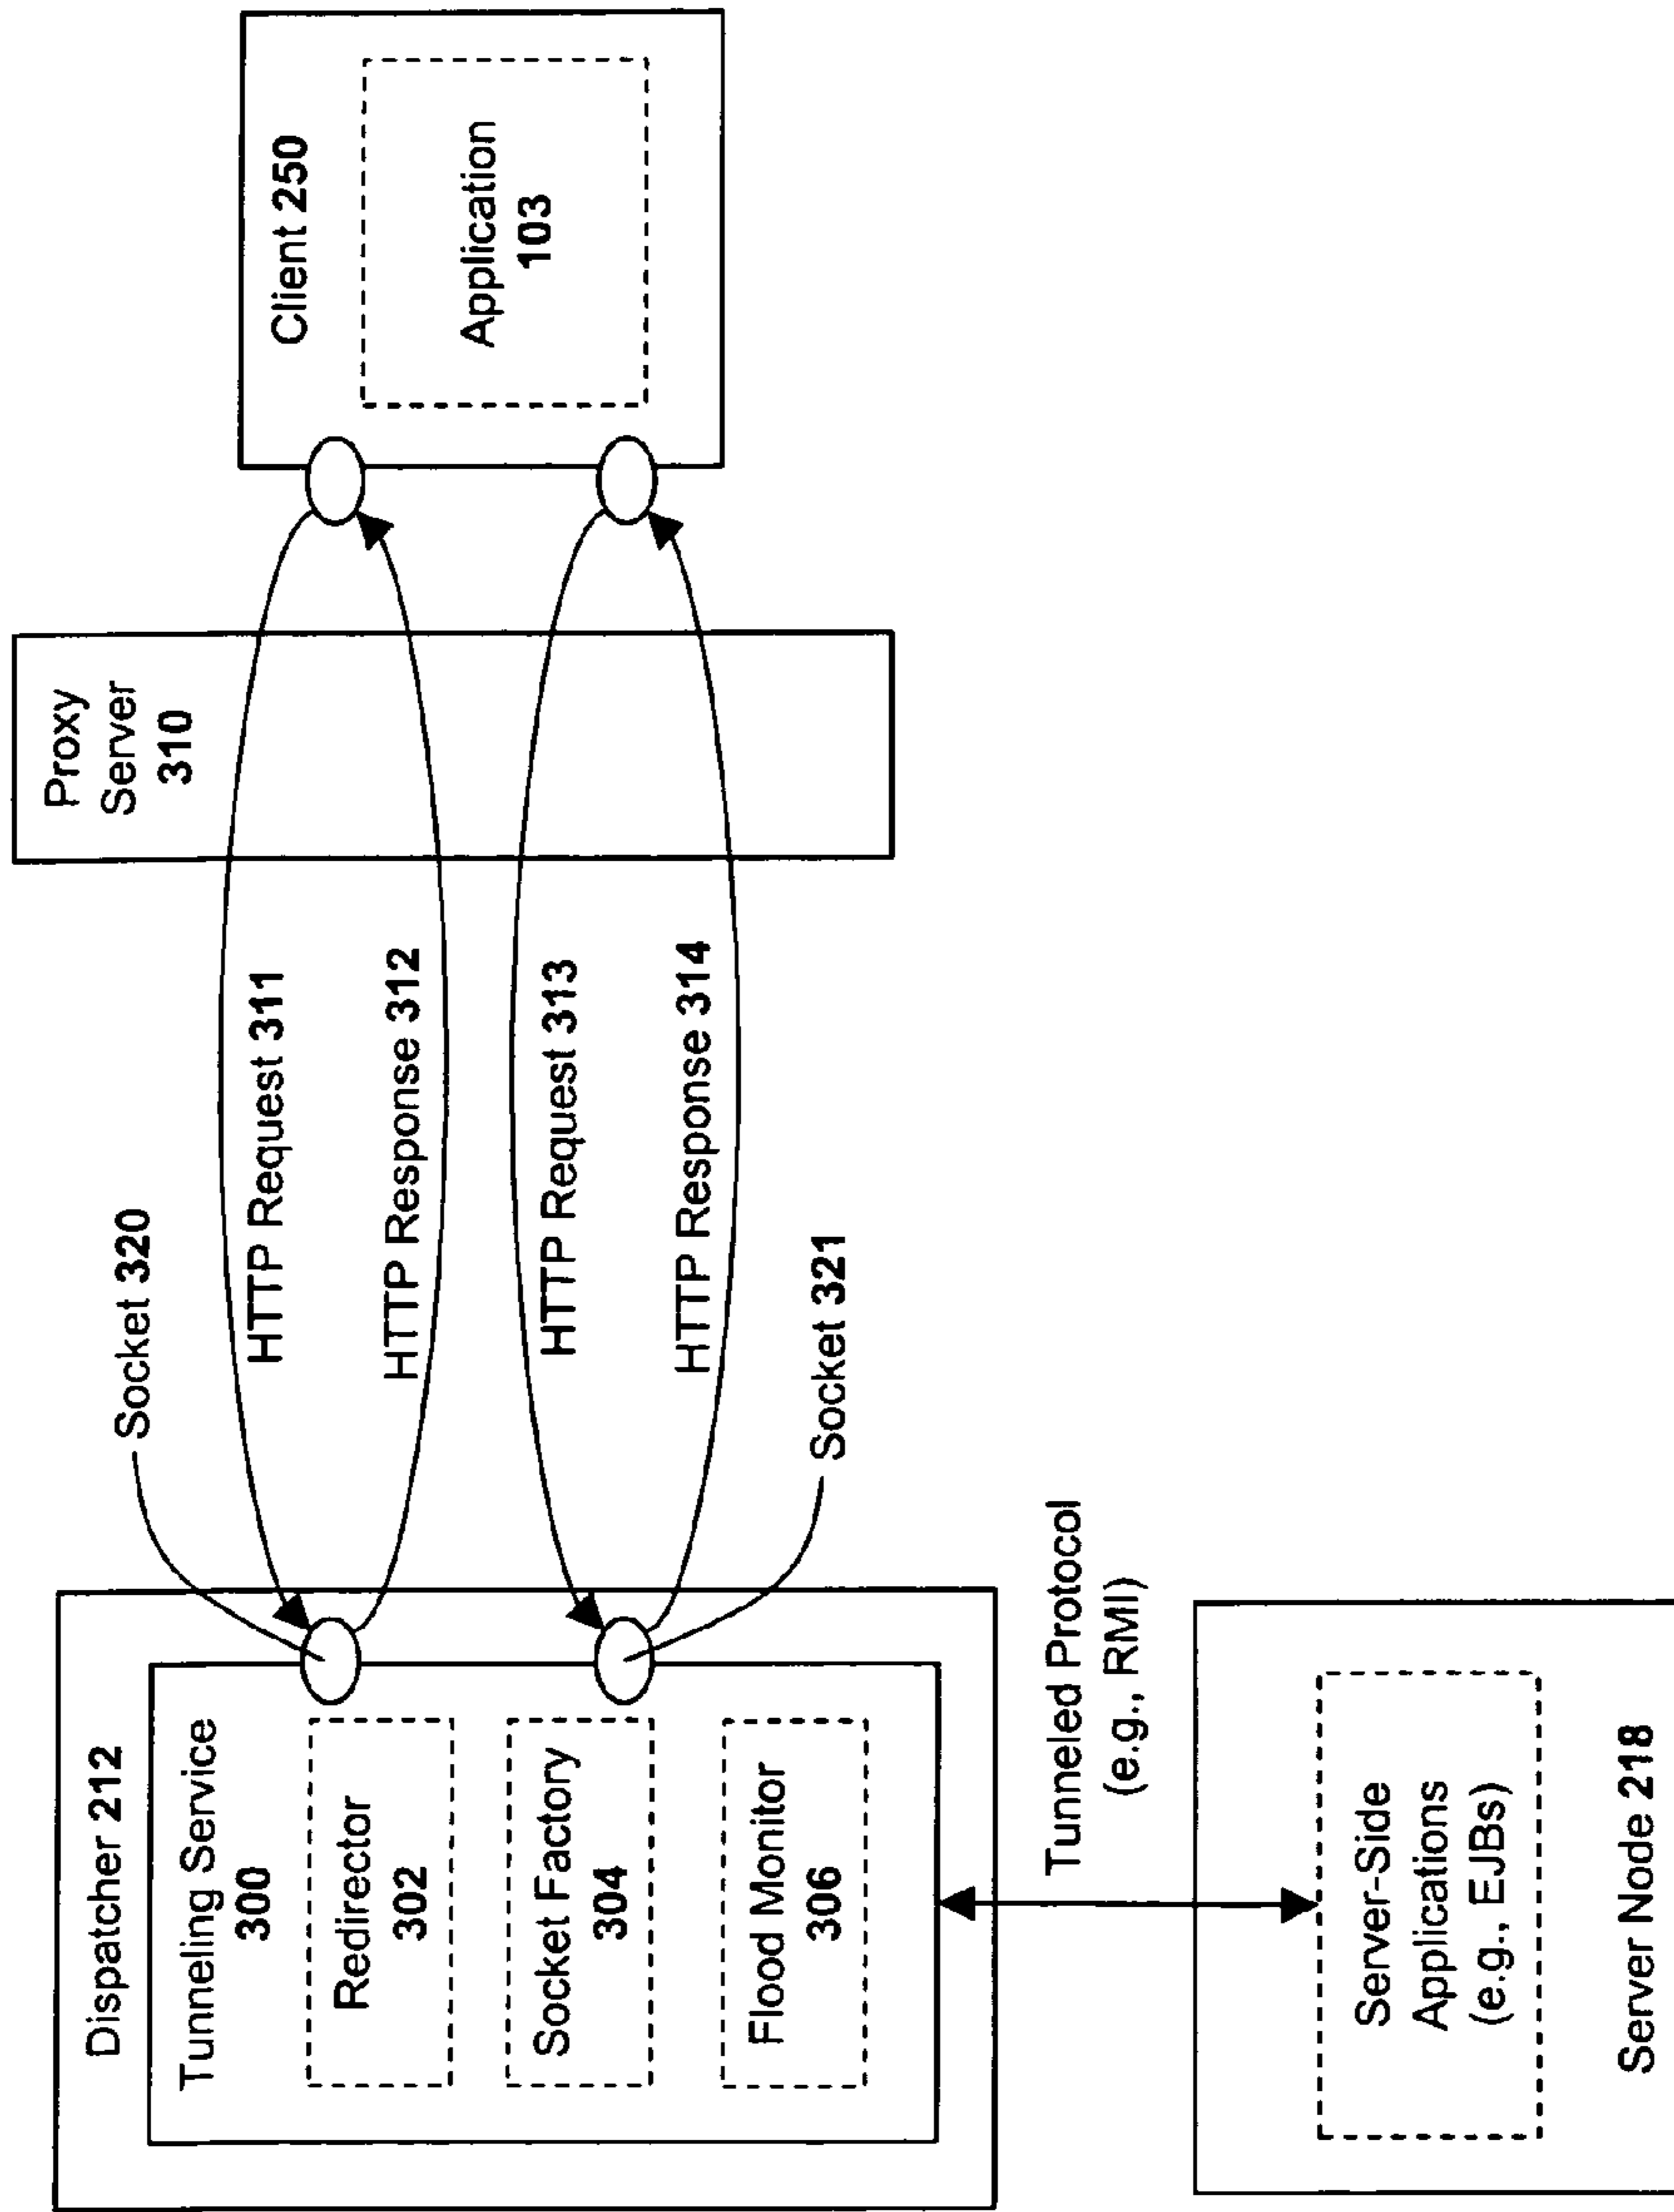 Dispatcher 212
Tunneling Service
300
Redirector
302
Socket Factory
304
Flood Monitor
306
Socket 320
HTTP Request 311
HTTP Response 312
HTTP Request 313
HTTP Response 314
Socket 321
Proxy
Server
310
Client 250
Application
103
Tunneled Protocol
(e.g., RMI)
Server-Side
Applications
(e.g., EJBs)
Server Node 218